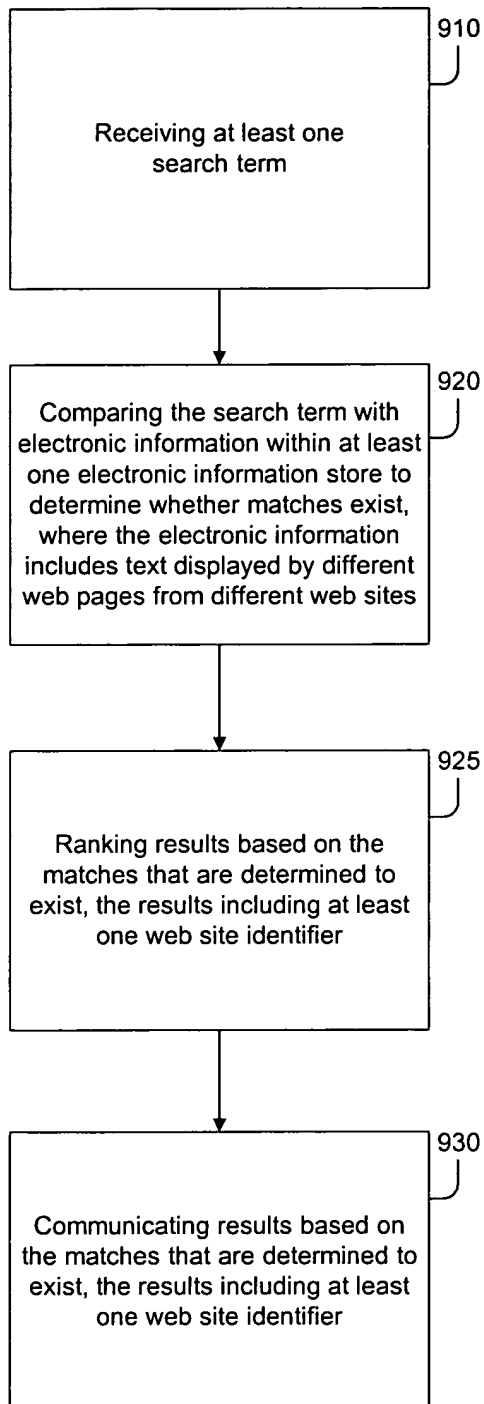 910
Receiving at least one
search term
920
Comparing the search term with
electronic information within at least
one electronic information store to
determine whether matches exist,
where the electronic information
includes text displayed by different
web pages from different web sites
925
Ranking results based on the
matches that are determined to
exist, the results including at least
one web site identifier
930
Communicating results based on
the matches that are determined to
exist, the results including at least
one web site identifier